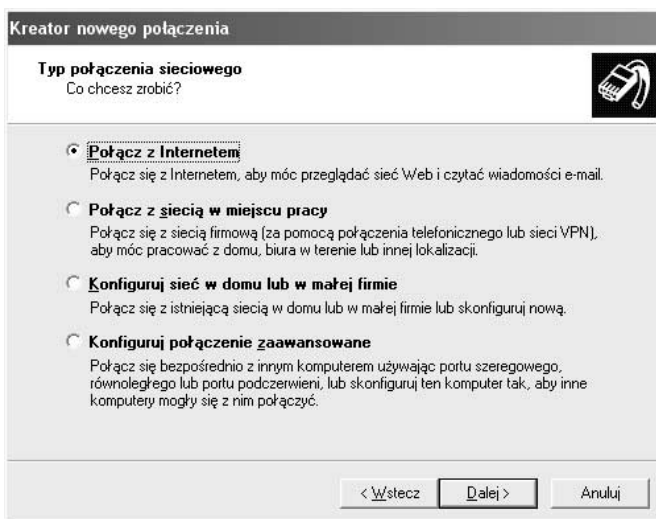 Kreator nowego połączenia
Typ połączenia sieciowego
Co chcesz zrobić?
Połącz z Internetem
Połącz się z Internetem, aby móc przeglądać sieć Web i czytać wiadomości e-mail.
Połącz z siecią w miejscu pracy
Połącz się z siecią firmową (za pomocą połączenia telefonicznego lub sieci VPN),
aby móc pracować z domu, biura w terenie lub innej lokalizacji.
Konfiguruj sieć w domu lub w małej firmie
Połącz się z istniejącą siecią w domu lub w małej firmie lub skonfiguruj nową.
Konfiguruj połączenie zaawansowane
Połącz się bezpośrednio z innym komputerem używając portu szeregowego,
równoległego lub portu podczerwieni, lub skonfiguruj ten komputer tak, aby inne
komputery mogły się z nim połączyć.
< Wstecz Dalej > Anuluj